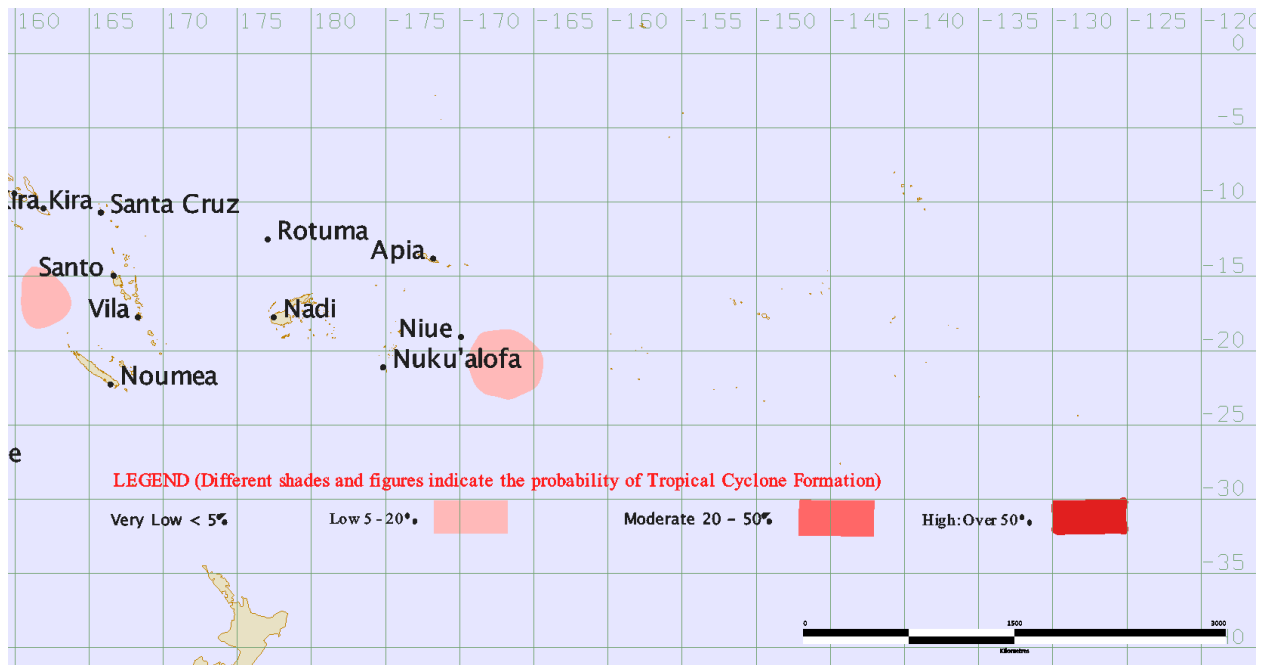 160 165 170 175 180 -175 -170 -165 -160 -155 -150 -145 -140 -135 -130 -125 -120
0
-5
-10
Kira Kira
Santa Cruz
Rotuma
Apia
Santo
-15
Vila
Nadi
Niue
-20
Nuku'alofa
Noumea
-25
e
LEGEND (Different shades and figures indicate the probability of Tropical Cyclone Formation)
-30
Very Low < 5% Low 5 - 20% Moderate 20 - 50% High: Over 50%
-35
0 1500 3000
Kilometres